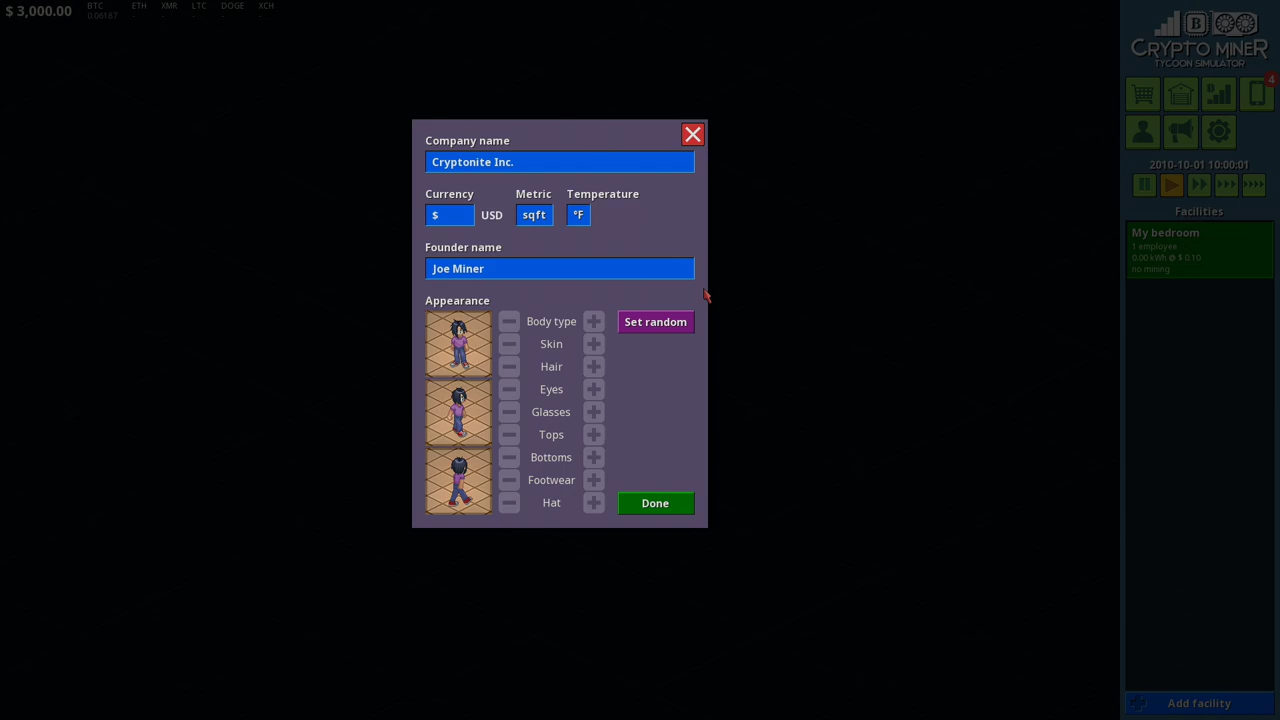 $ 3,000.00
BTC ETH XMR LTC DOGE XCH
0.06187 - - - - -
CRYPTO MINER
TYCOON SIMULATOR
4
2010-10-01 10:00:01
Facilities
My bedroom
1 employee
0.00 kWh @ $ 0.10
no mining
Add facility
Company name
Cryptonite Inc.
Currency Metric Temperature
$ USD sqft °F
Founder name
Joe Miner
Appearance
Body type
Set random
Skin
Hair
Eyes
Glasses
Tops
Bottoms
Footwear
Hat
Done